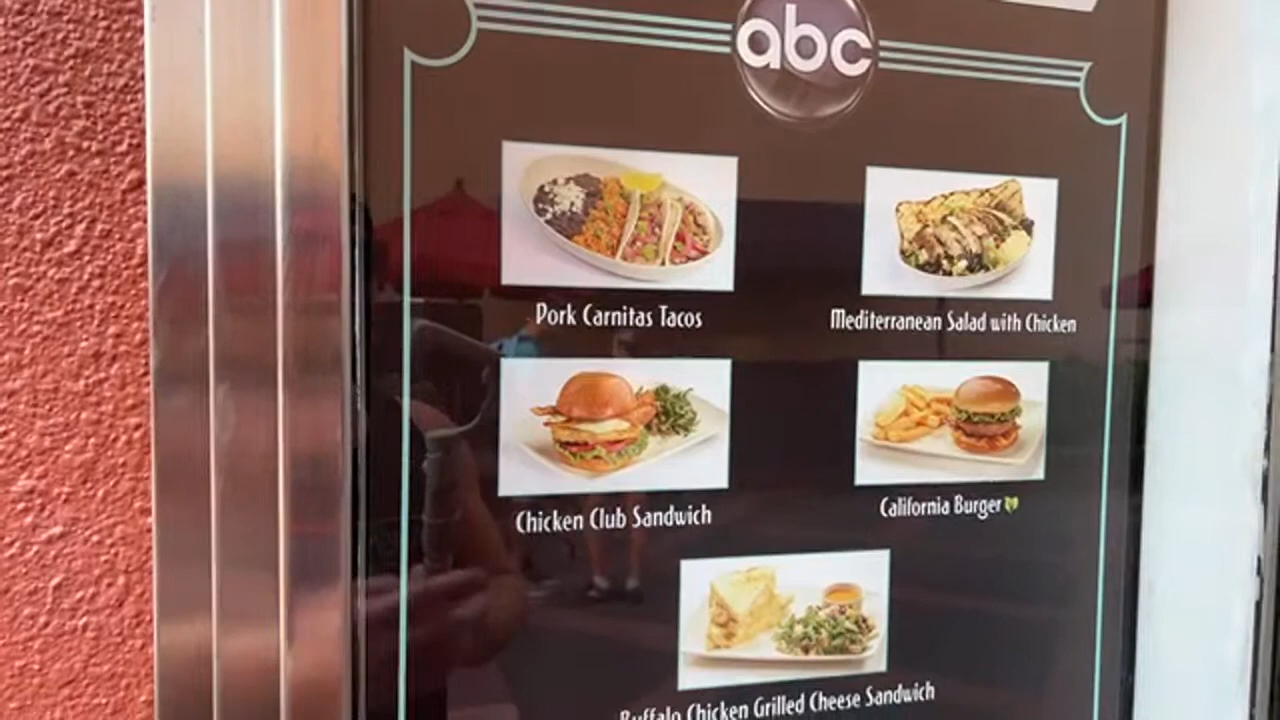 abc
Pork Carnitas Tacos
Mediterranean Salad with Chicken
Chicken Club Sandwich
California Burger
Buffalo Chicken Grilled Cheese Sandwich